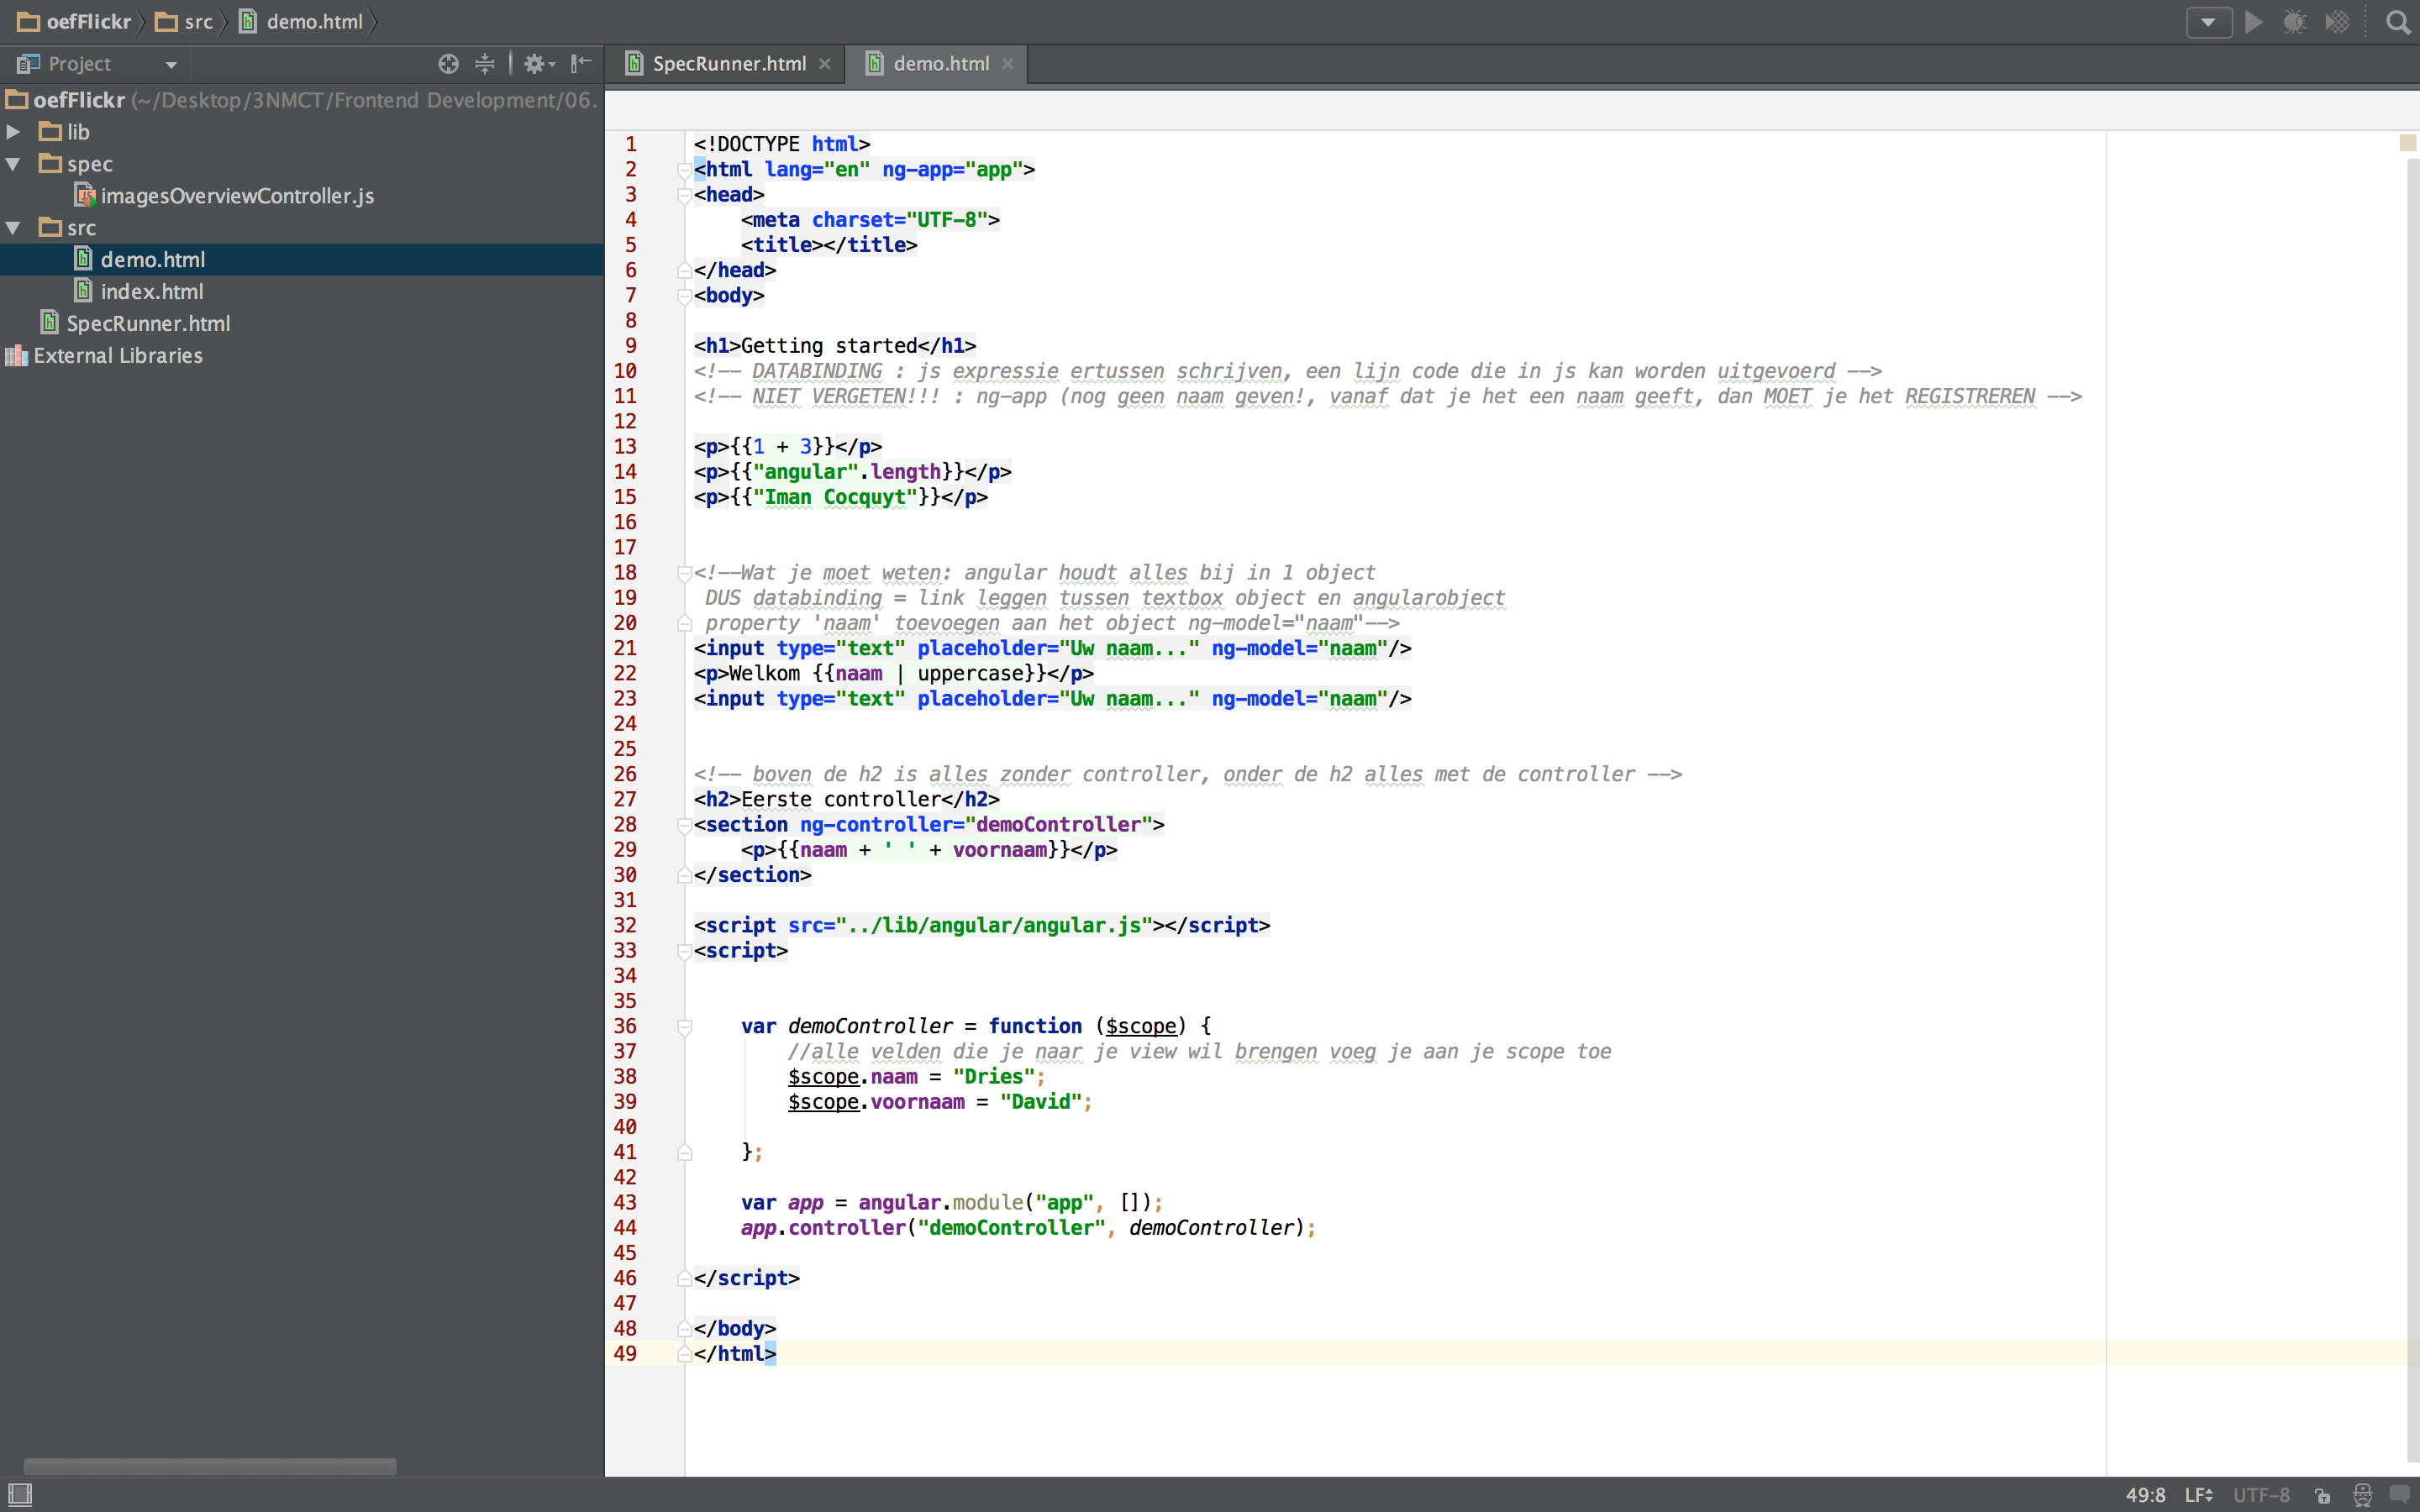 oefFlickr src demo.html
Project
SpecRunner.html demo.html
oefFlickr (~/Desktop/3NMCT/Frontend Development/06.
lib
spec
imagesOverviewController.js
src
demo.html
index.html
SpecRunner.html
External Libraries
1 <!DOCTYPE html>
2 <html lang="en" ng-app="app">
3 <head>
4 <meta charset="UTF-8">
5 <title></title>
6 </head>
7 <body>
8
9 <h1>Getting started</h1>
10 <!-- DATABINDING : js expressie ertussen schrijven, een lijn code die in js kan worden uitgevoerd -->
11 <!-- NIET VERGETEN!!! : ng-app (nog geen naam geven!, vanaf dat je het een naam geeft, dan MOET je het REGISTREREN -->
12
13 <p>{{1 + 3}}</p>
14 <p>{{"angular".length}}</p>
15 <p>{{"Iman Cocquyt"}}</p>
16
17
18 <!--Wat je moet weten: angular houdt alles bij in 1 object
19 DUS databinding = link leggen tussen textbox object en angularobject
20 property 'naam' toevoegen aan het object ng-model="naam"-->
21 <input type="text" placeholder="Uw naam..." ng-model="naam"/>
22 <p>Welkom {{naam | uppercase}}</p>
23 <input type="text" placeholder="Uw naam..." ng-model="naam"/>
24
25
26 <!-- boven de h2 is alles zonder controller, onder de h2 alles met de controller -->
27 <h2>Eerste controller</h2>
28 <section ng-controller="demoController">
29 <p>{{naam + ' ' + voornaam}}</p>
30 </section>
31
32 <script src="../lib/angular/angular.js"></script>
33 <script>
34
35
36 var demoController = function ($scope) {
37 //alle velden die je naar je view wil brengen voeg je aan je scope toe
38 $scope.naam = "Dries";
39 $scope.voornaam = "David";
40
41 };
42
43 var app = angular.module("app", []);
44 app.controller("demoController", demoController);
45
46 </script>
47
48 </body>
49 </html>
49:8 LF UTF-8